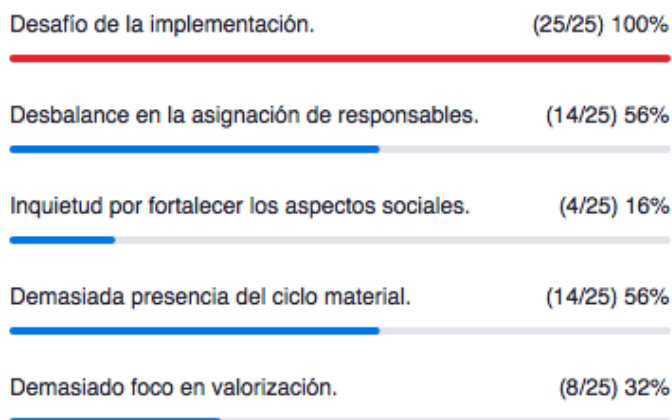 Desafío de la implementación. (25/25) 100%
Desbalance en la asignación de responsables. (14/25) 56%
Inquietud por fortalecer los aspectos sociales. (4/25) 16%
Demasiada presencia del ciclo material. (14/25) 56%
Demasiado foco en valorización. (8/25) 32%